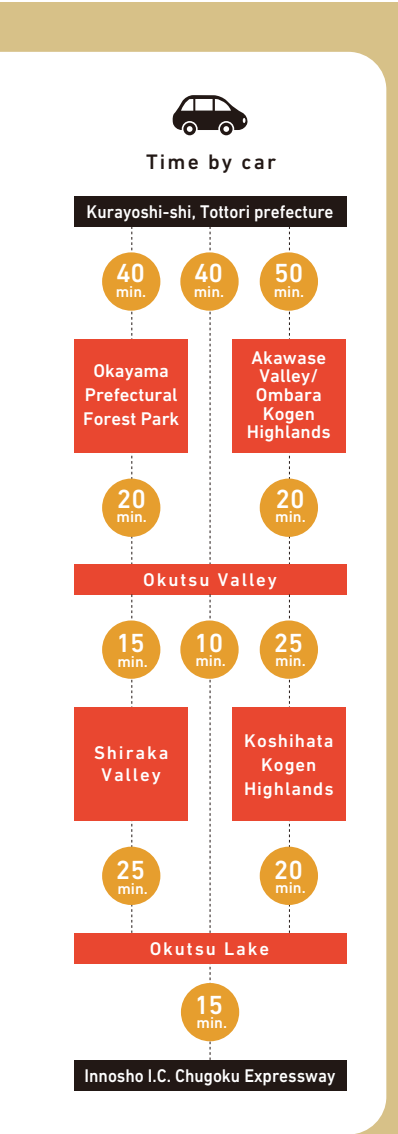 Time by car
Kurayoshi-shi, Tottori prefecture
40
min.
40
min.
50
min.
Okayama
Prefectural
Forest Park
Akawase
Valley/
Ombara
Kogen
Highlands
20
min.
20
min.
Okutsu Valley
15
min.
10
min.
25
min.
Shiraka
Valley
Koshihata
Kogen
Highlands
25
min.
20
min.
Okutsu Lake
15
min.
Innosho I.C. Chugoku Expressway